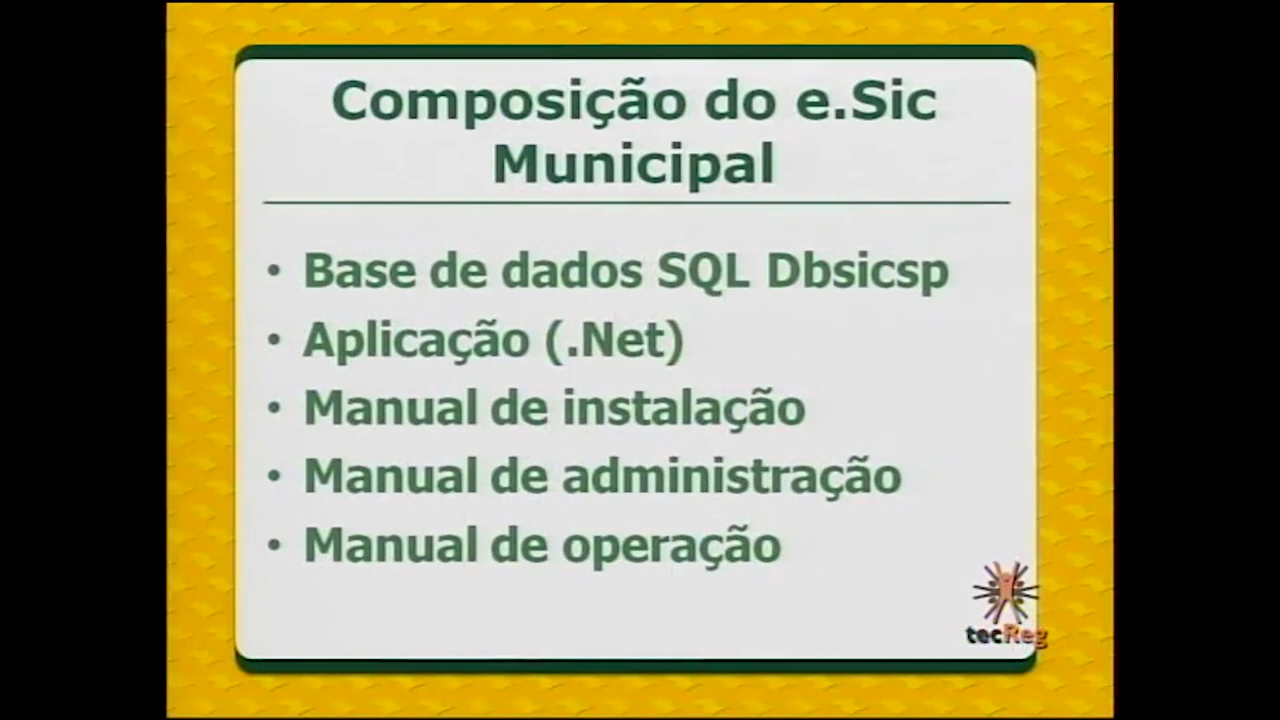 Composição do e.Sic
Municipal
• Base de dados SQL Dbsicsp
• Aplicação (.Net)
• Manual de instalação
• Manual de administração
• Manual de operação
tecReg